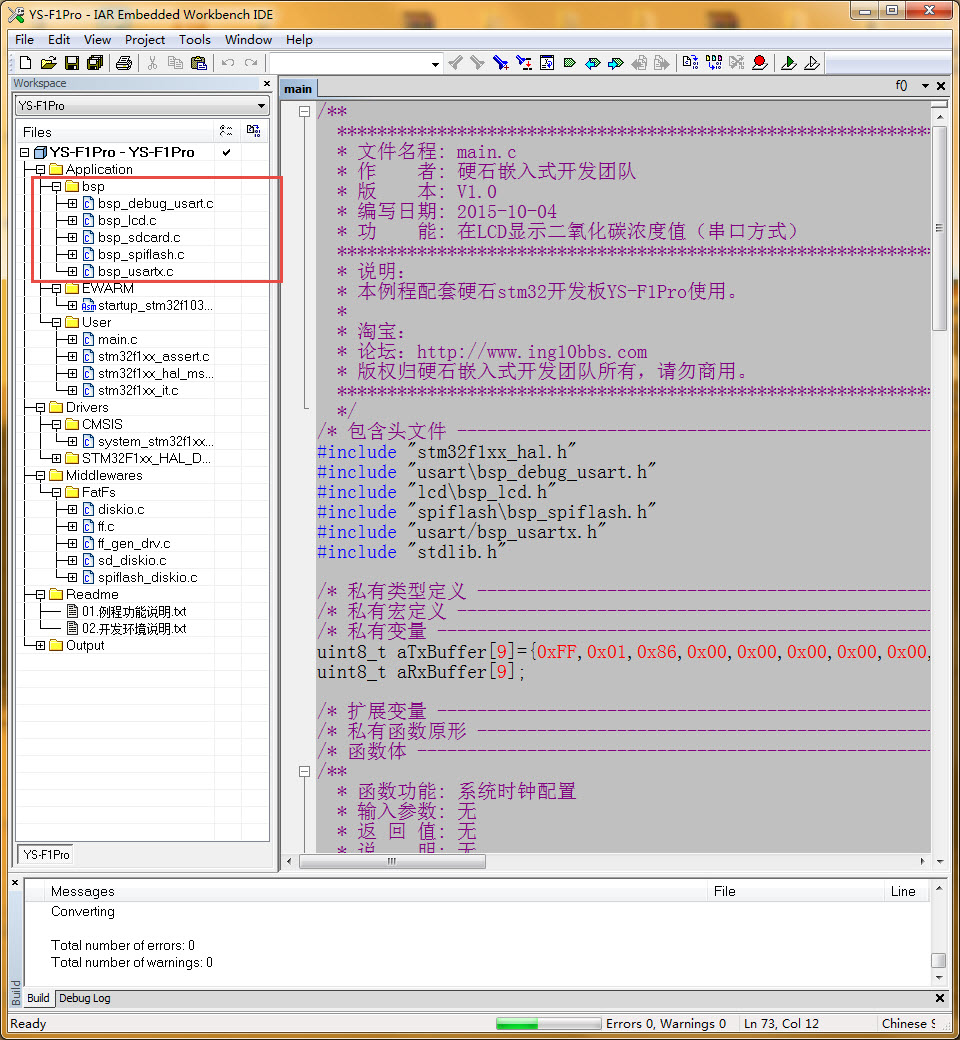 YS-F1Pro - IAR Embedded Workbench IDE
File Edit View Project Tools Window Help
Workspace
YS-F1Pro
Files
YS-F1Pro - YS-F1Pro
Application
bsp
bsp_debug_usart.c
bsp_lcd.c
bsp_sdcard.c
bsp_spiflash.c
bsp_usartx.c
EWARM
startup_stm32f103...
User
main.c
stm32f1xx_assert.c
stm32f1xx_hal_ms...
stm32f1xx_it.c
Drivers
CMSIS
system_stm32f1xx...
STM32F1xx_HAL_D...
Middlewares
FatFs
diskio.c
ff.c
ff_gen_drv.c
sd_diskio.c
spiflash_diskio.c
Readme
01.例程功能说明.txt
02.开发环境说明.txt
Output
YS-F1Pro
main
f()
/**
******************************************************************
* 文件名程: main.c
* 作    者: 硬石嵌入式开发团队
* 版    本: V1.0
* 编写日期: 2015-10-04
* 功    能: 在LCD显示二氧化碳浓度值（串口方式）
******************************************************************
* 说明：
* 本例程配套硬石stm32开发板YS-F1Pro使用。
*
* 淘宝：
* 论坛：http://www.ing10bbs.com
* 版权归硬石嵌入式开发团队所有，请勿商用。
******************************************************************
*/
/* 包含头文件 ------------------------------------------------
#include "stm32f1xx_hal.h"
#include "usart\bsp_debug_usart.h"
#include "lcd\bsp_lcd.h"
#include "spiflash\bsp_spiflash.h"
#include "usart/bsp_usartx.h"
#include "stdlib.h"
/* 私有类型定义 ----------------------------------------------
/* 私有宏定义 ------------------------------------------------
/* 私有变量 --------------------------------------------------
uint8_t aTxBuffer[9]={0xFF,0x01,0x86,0x00,0x00,0x00,0x00,0x00,
uint8_t aRxBuffer[9];
/* 扩展变量 --------------------------------------------------
/* 私有函数原形 ----------------------------------------------
/* 函数体 ----------------------------------------------------
/**
* 函数功能: 系统时钟配置
* 输入参数: 无
* 返 回 值: 无
* 说    明: 无
Messages File Line
Converting
Total number of errors: 0
Total number of warnings: 0
Build
Build Debug Log
Ready Errors 0, Warnings 0 Ln 73, Col 12 Chinese S